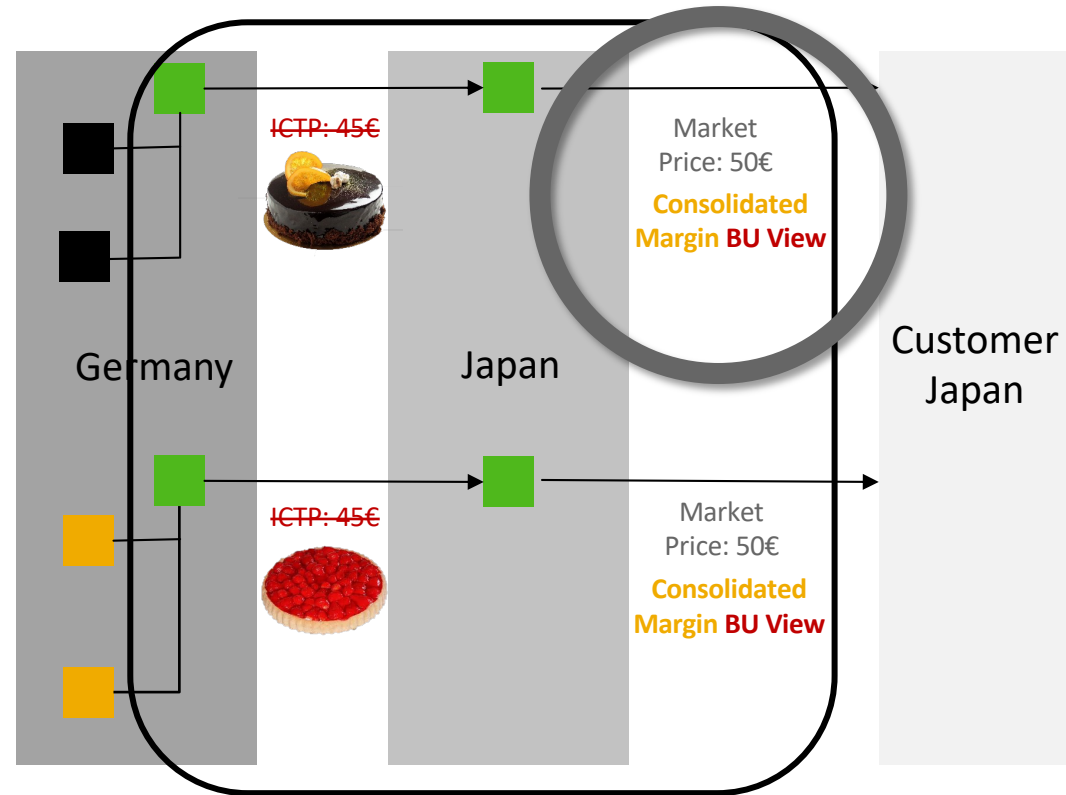 ICTP: 45€
Market
Price: 50€
Consolidated
Margin BU View
Germany
Japan
Customer
Japan
ICTP: 45€
Market
Price: 50€
Consolidated
Margin BU View